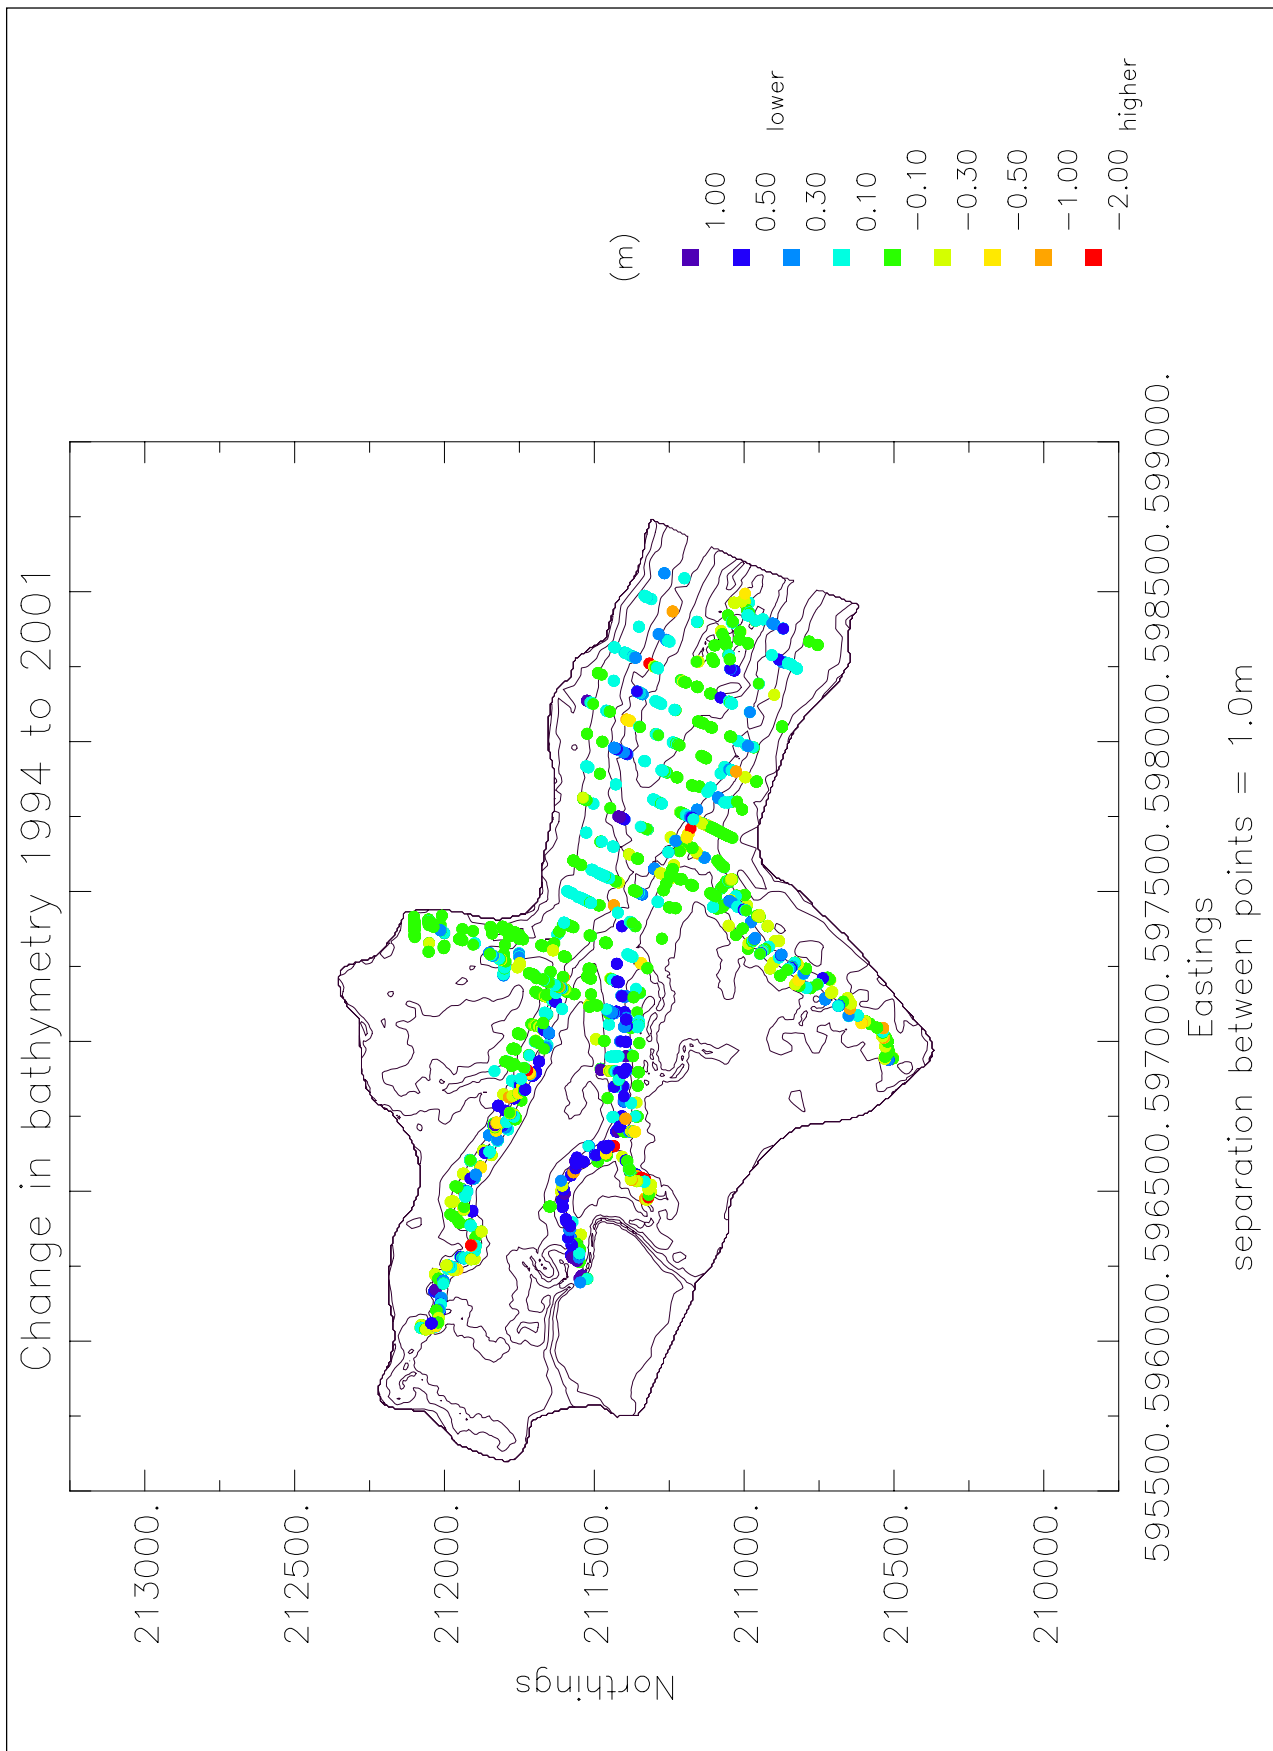 Change in bathymetry 1994 to 2001
213000.
212500.
212000.
211500.
211000.
210500.
210000.
Northings
595500. 596000. 596500. 597000. 597500. 598000. 598500. 599000.
Eastings
separation between points = 1.0m
(m)
1.00
0.50 lower
0.30
0.10
-0.10
-0.30
-0.50
-1.00
-2.00 higher